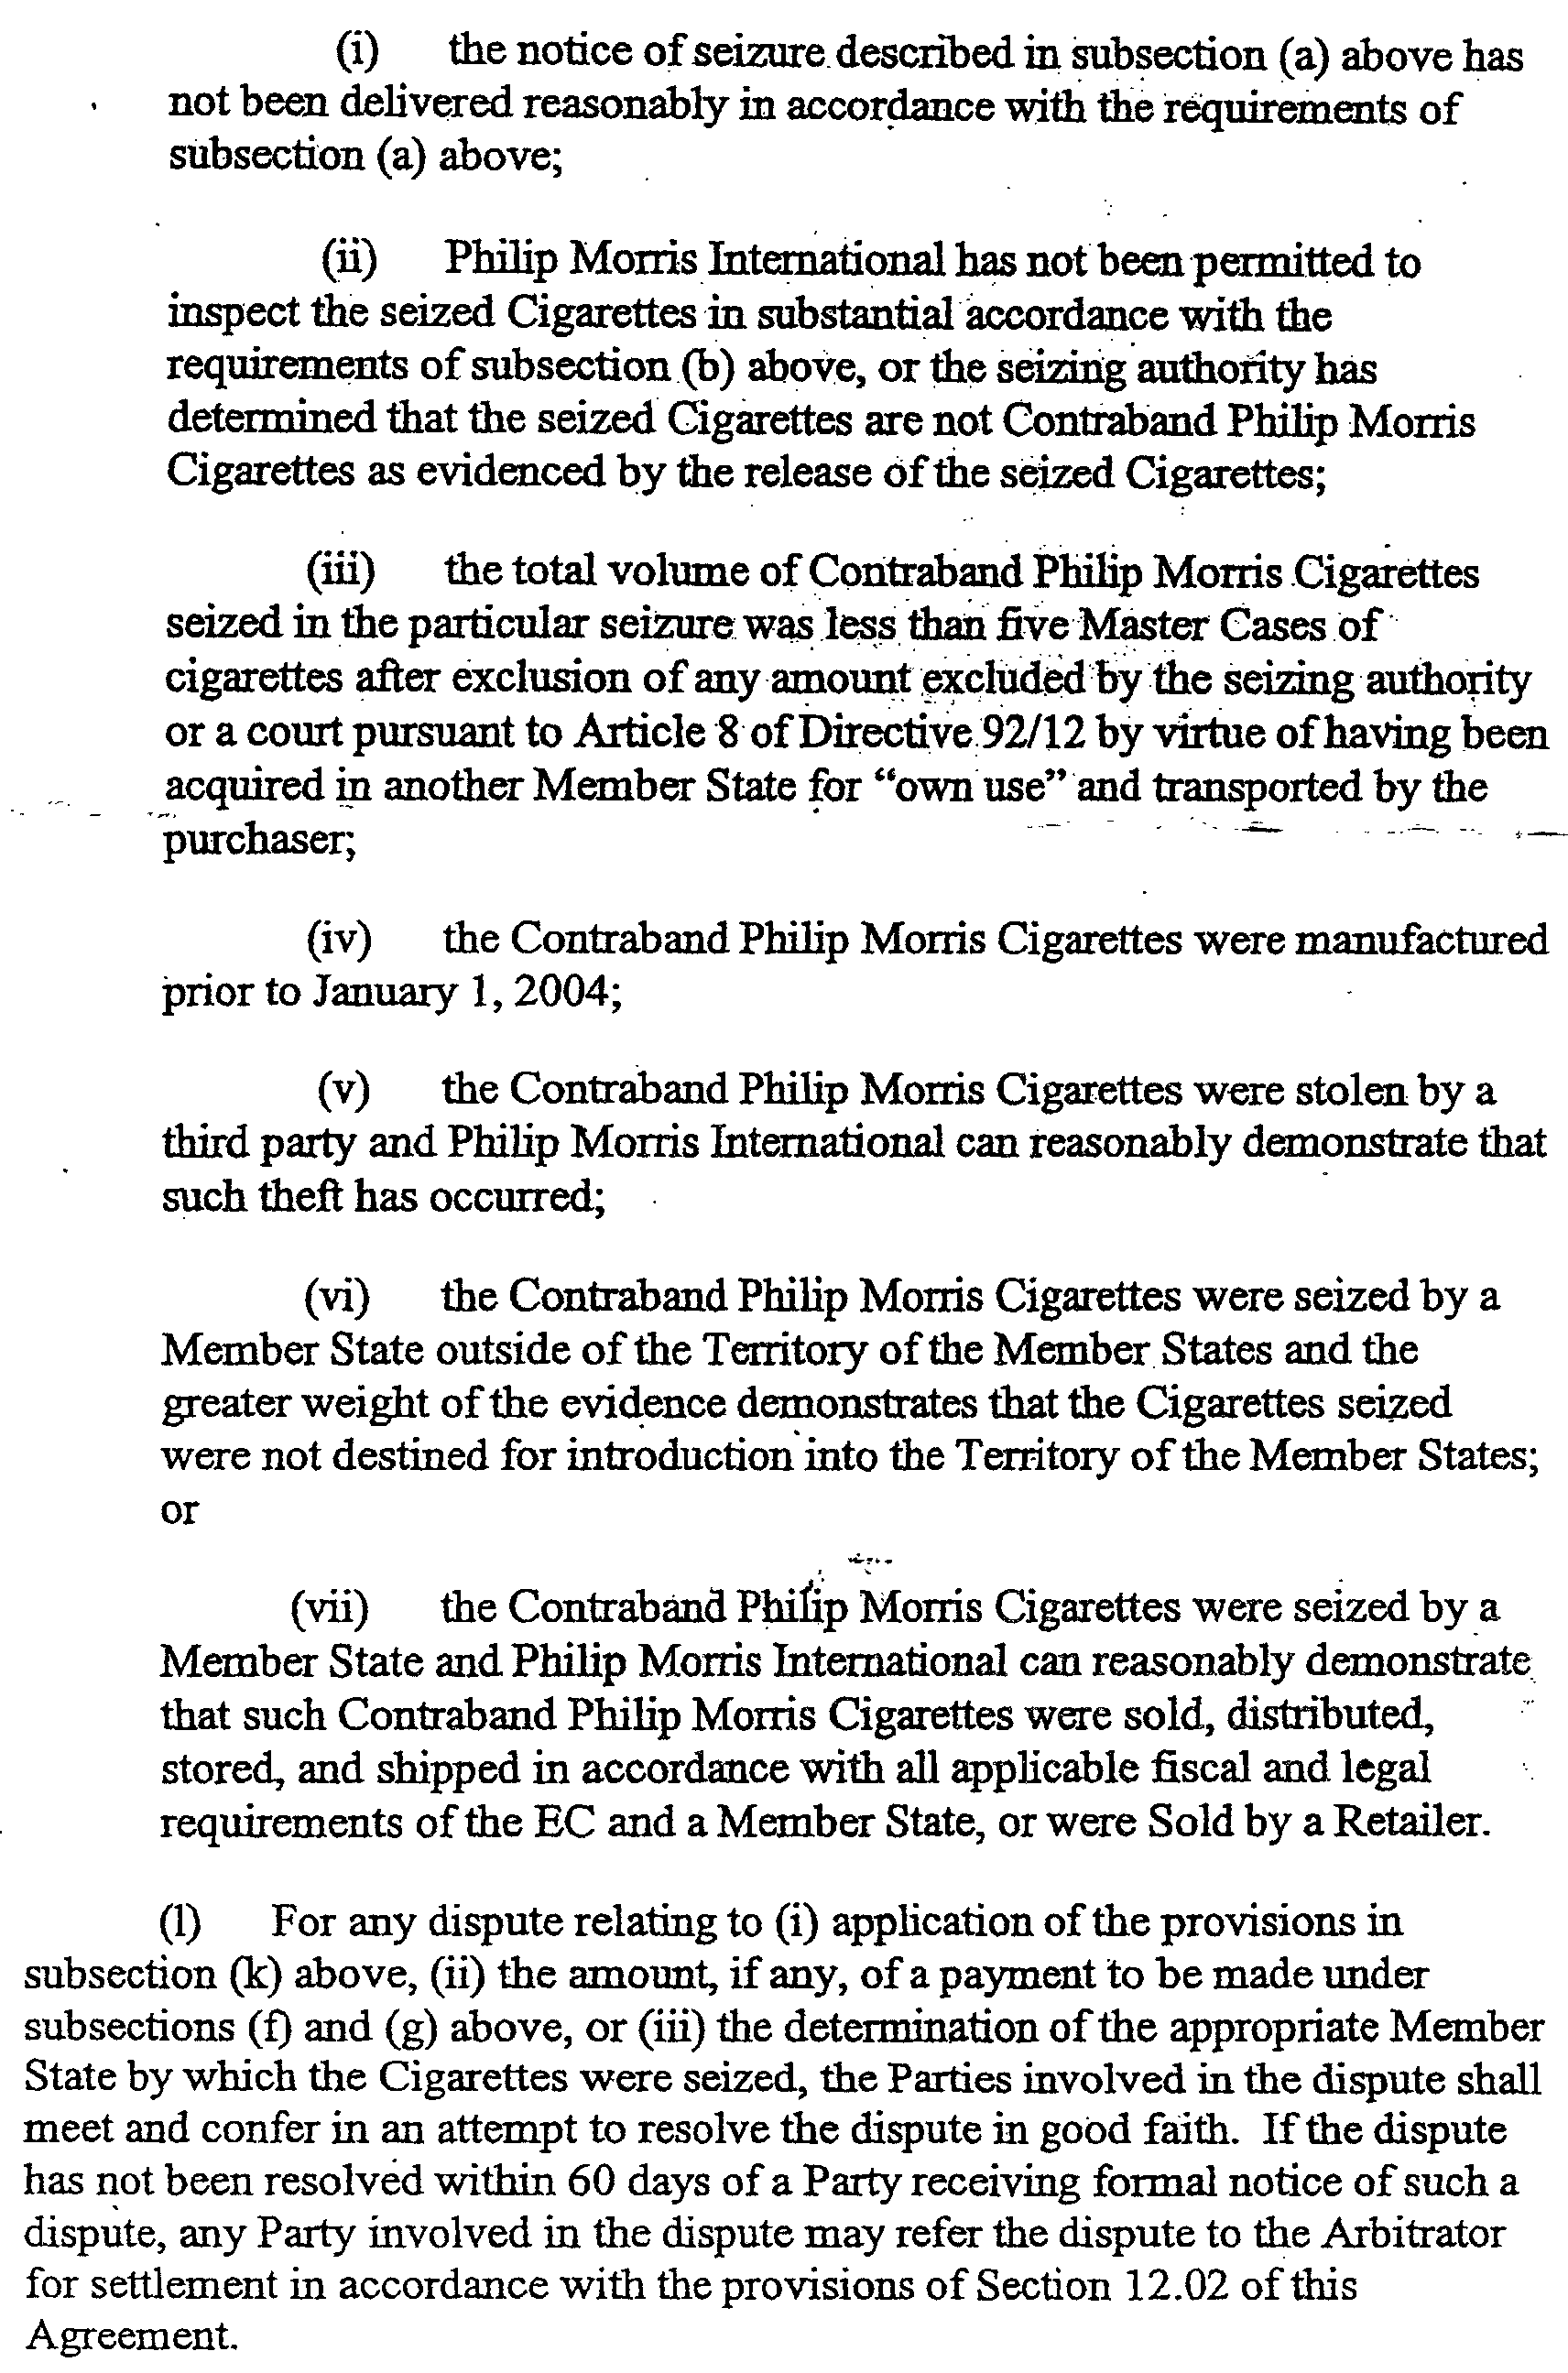 (i) the notice of seizure described in subsection (a) above has
not been delivered reasonably in accordance with the requirements of
subsection (a) above;
(ii) Philip Morris International has not been permitted to
inspect the seized Cigarettes in substantial accordance with the
requirements of subsection (b) above, or the seizing authority has
determined that the seized Cigarettes are not Contraband Philip Morris
Cigarettes as evidenced by the release of the seized Cigarettes;
(iii) the total volume of Contraband Philip Morris Cigarettes
seized in the particular seizure was less than five Master Cases of
cigarettes after exclusion of any amount excluded by the seizing authority
or a court pursuant to Article 8 of Directive 92/12 by virtue of having been
acquired in another Member State for “own use” and transported by the
purchaser;
(iv) the Contraband Philip Morris Cigarettes were manufactured
prior to January 1, 2004;
(v) the Contraband Philip Morris Cigarettes were stolen by a
third party and Philip Morris International can reasonably demonstrate that
such theft has occurred;
(vi) the Contraband Philip Morris Cigarettes were seized by a
Member State outside of the Territory of the Member States and the
greater weight of the evidence demonstrates that the Cigarettes seized
were not destined for introduction into the Territory of the Member States;
or
(vii) the Contraband Philip Morris Cigarettes were seized by a
Member State and Philip Morris International can reasonably demonstrate
that such Contraband Philip Morris Cigarettes were sold, distributed,
stored, and shipped in accordance with all applicable fiscal and legal
requirements of the EC and a Member State, or were Sold by a Retailer.
(l) For any dispute relating to (i) application of the provisions in
subsection (k) above, (ii) the amount, if any, of a payment to be made under
subsections (f) and (g) above, or (iii) the determination of the appropriate Member
State by which the Cigarettes were seized, the Parties involved in the dispute shall
meet and confer in an attempt to resolve the dispute in good faith. If the dispute
has not been resolved within 60 days of a Party receiving formal notice of such a
dispute, any Party involved in the dispute may refer the dispute to the Arbitrator
for settlement in accordance with the provisions of Section 12.02 of this
Agreement.